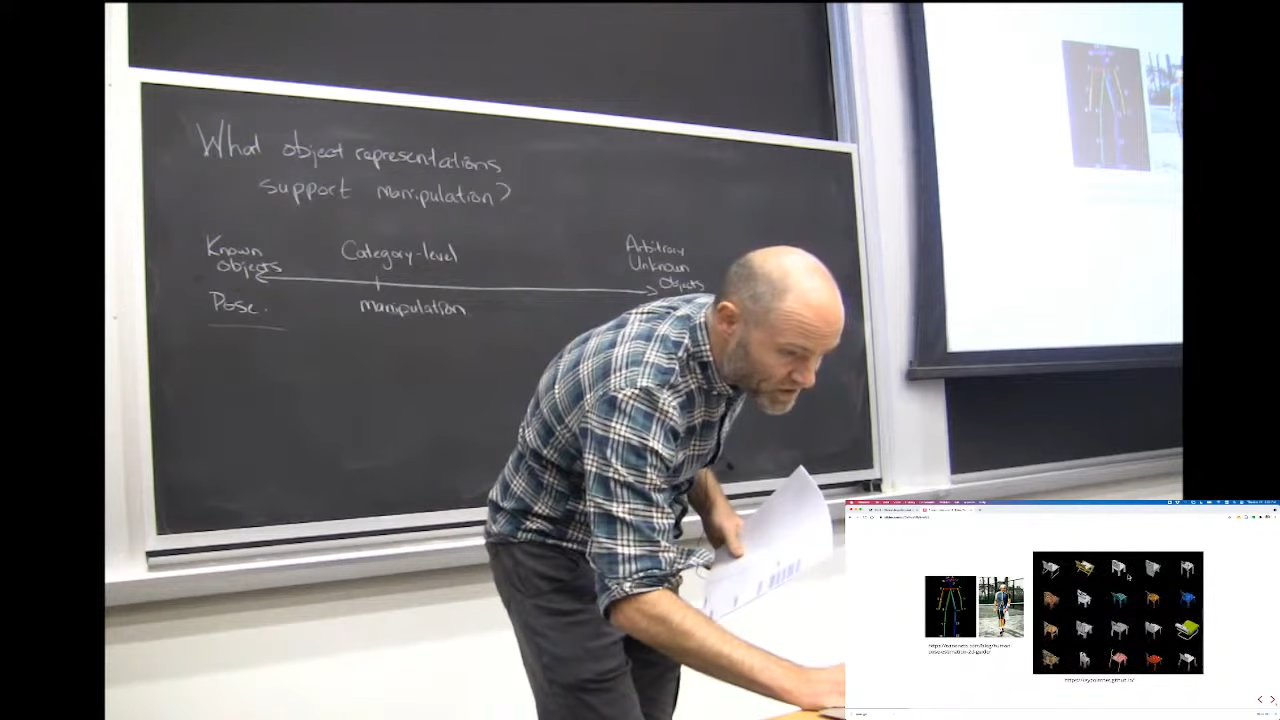 What object representations
support manipulation?
Known
objects
Category-level
Arbitrary
Unknown
Objects
Pose.
manipulation